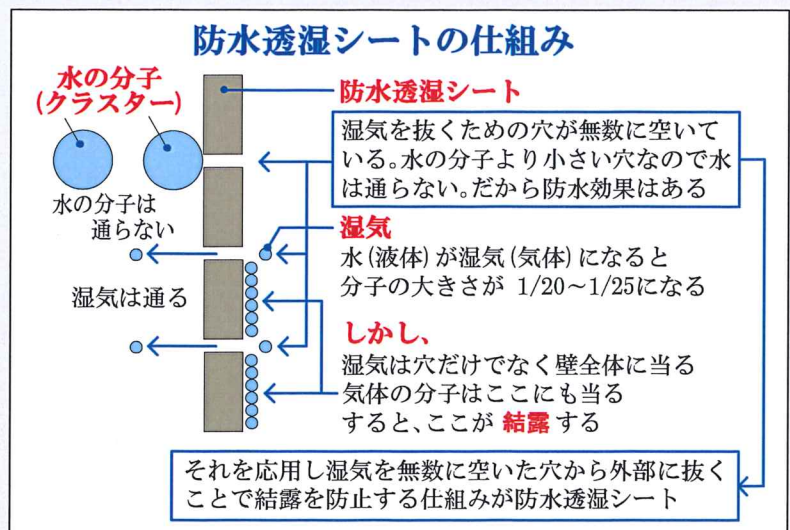 防水透湿シートの仕組み
水の分子
(クラスター)
防水透湿シート
湿気を抜くための穴が無数に空いて
いる。水の分子より小さい穴なので水
は通らない。だから防水効果はある
水の分子は
通らない
湿気
水(液体)が湿気(気体)になると
分子の大きさが 1/20～1/25になる
湿気は通る
しかし、
湿気は穴だけでなく壁全体に当る
気体の分子はここにも当る
すると、ここが 結露 する
それを応用し湿気を無数に空いた穴から外部に抜く
ことで結露を防止する仕組みが防水透湿シート